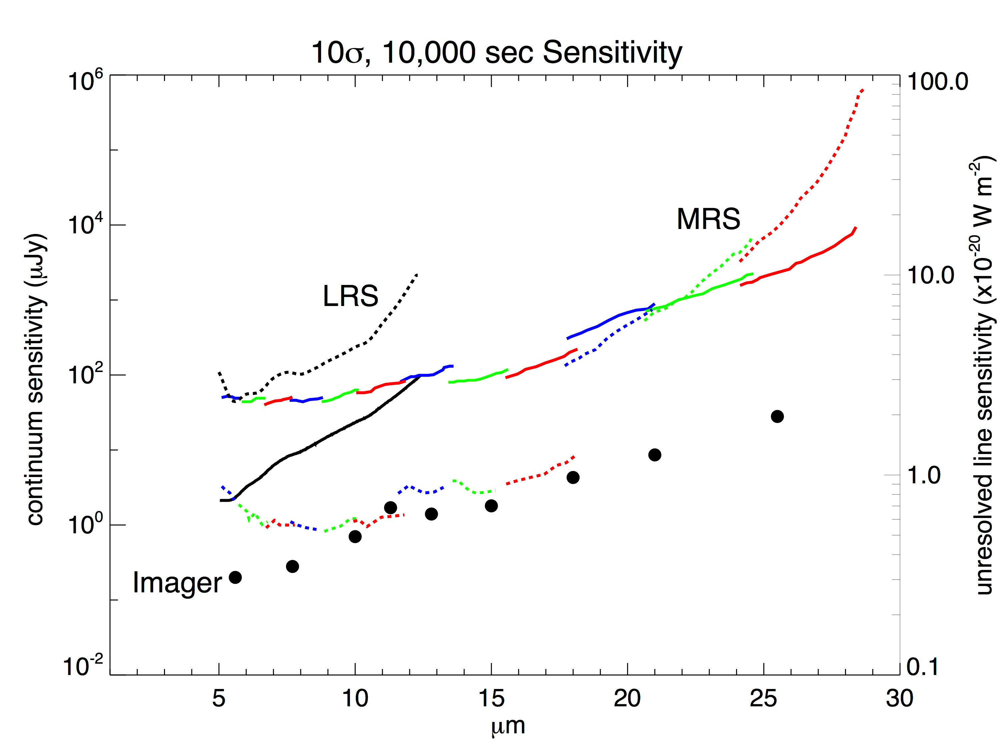 10σ, 10,000 sec Sensitivity
continuum sensitivity (μJy)
10⁶
10⁴
10²
10⁰
10⁻²
LRS
MRS
Imager
100.0
10.0
1.0
0.1
unresolved line sensitivity (x10⁻²⁰ W m⁻²)
5 10 15 20 25 30
μm